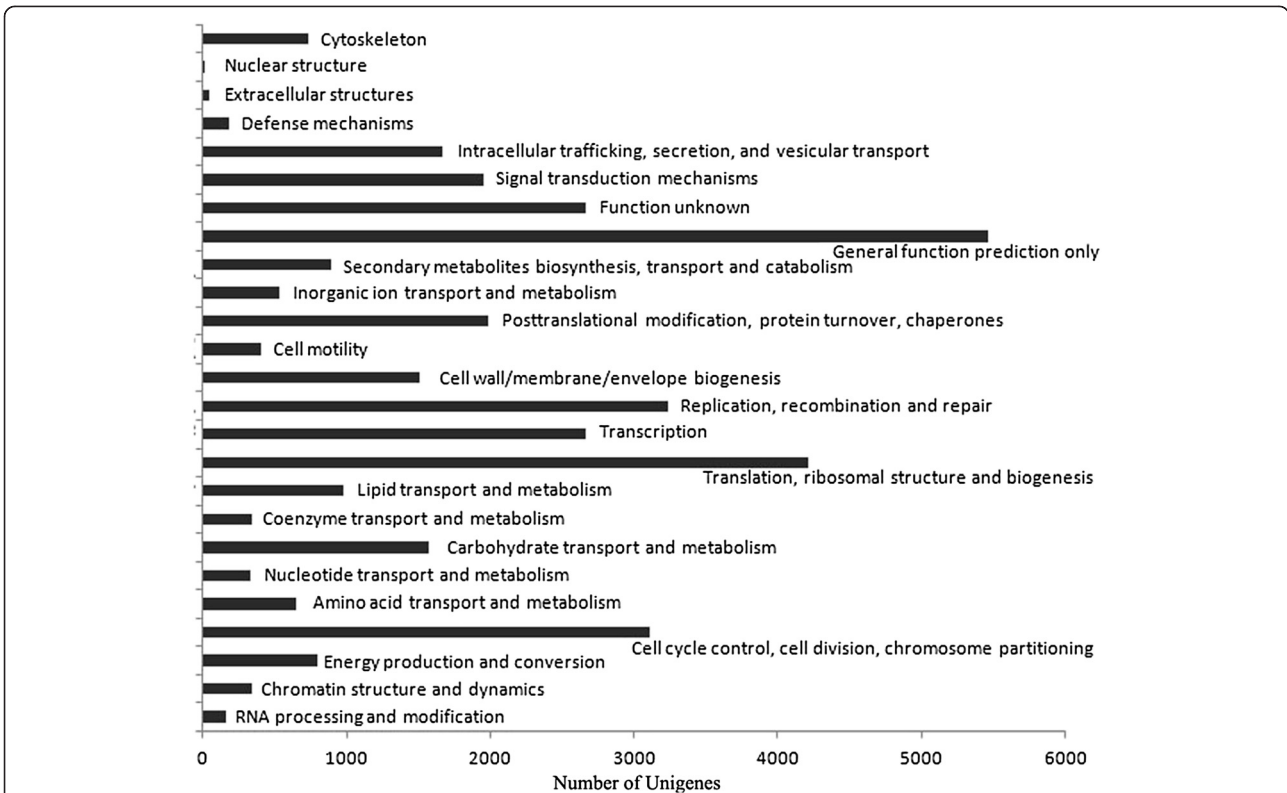 Cytoskeleton
Nuclear structure
Extracellular structures
Defense mechanisms
Intracellular trafficking, secretion, and vesicular transport
Signal transduction mechanisms
Function unknown
General function prediction only
Secondary metabolites biosynthesis, transport and catabolism
Inorganic ion transport and metabolism
Posttranslational modification, protein turnover, chaperones
Cell motility
Cell wall/membrane/envelope biogenesis
Replication, recombination and repair
Transcription
Translation, ribosomal structure and biogenesis
Lipid transport and metabolism
Coenzyme transport and metabolism
Carbohydrate transport and metabolism
Nucleotide transport and metabolism
Amino acid transport and metabolism
Cell cycle control, cell division, chromosome partitioning
Energy production and conversion
Chromatin structure and dynamics
RNA processing and modification
0 1000 2000 3000 4000 5000 6000
Number of Unigenes